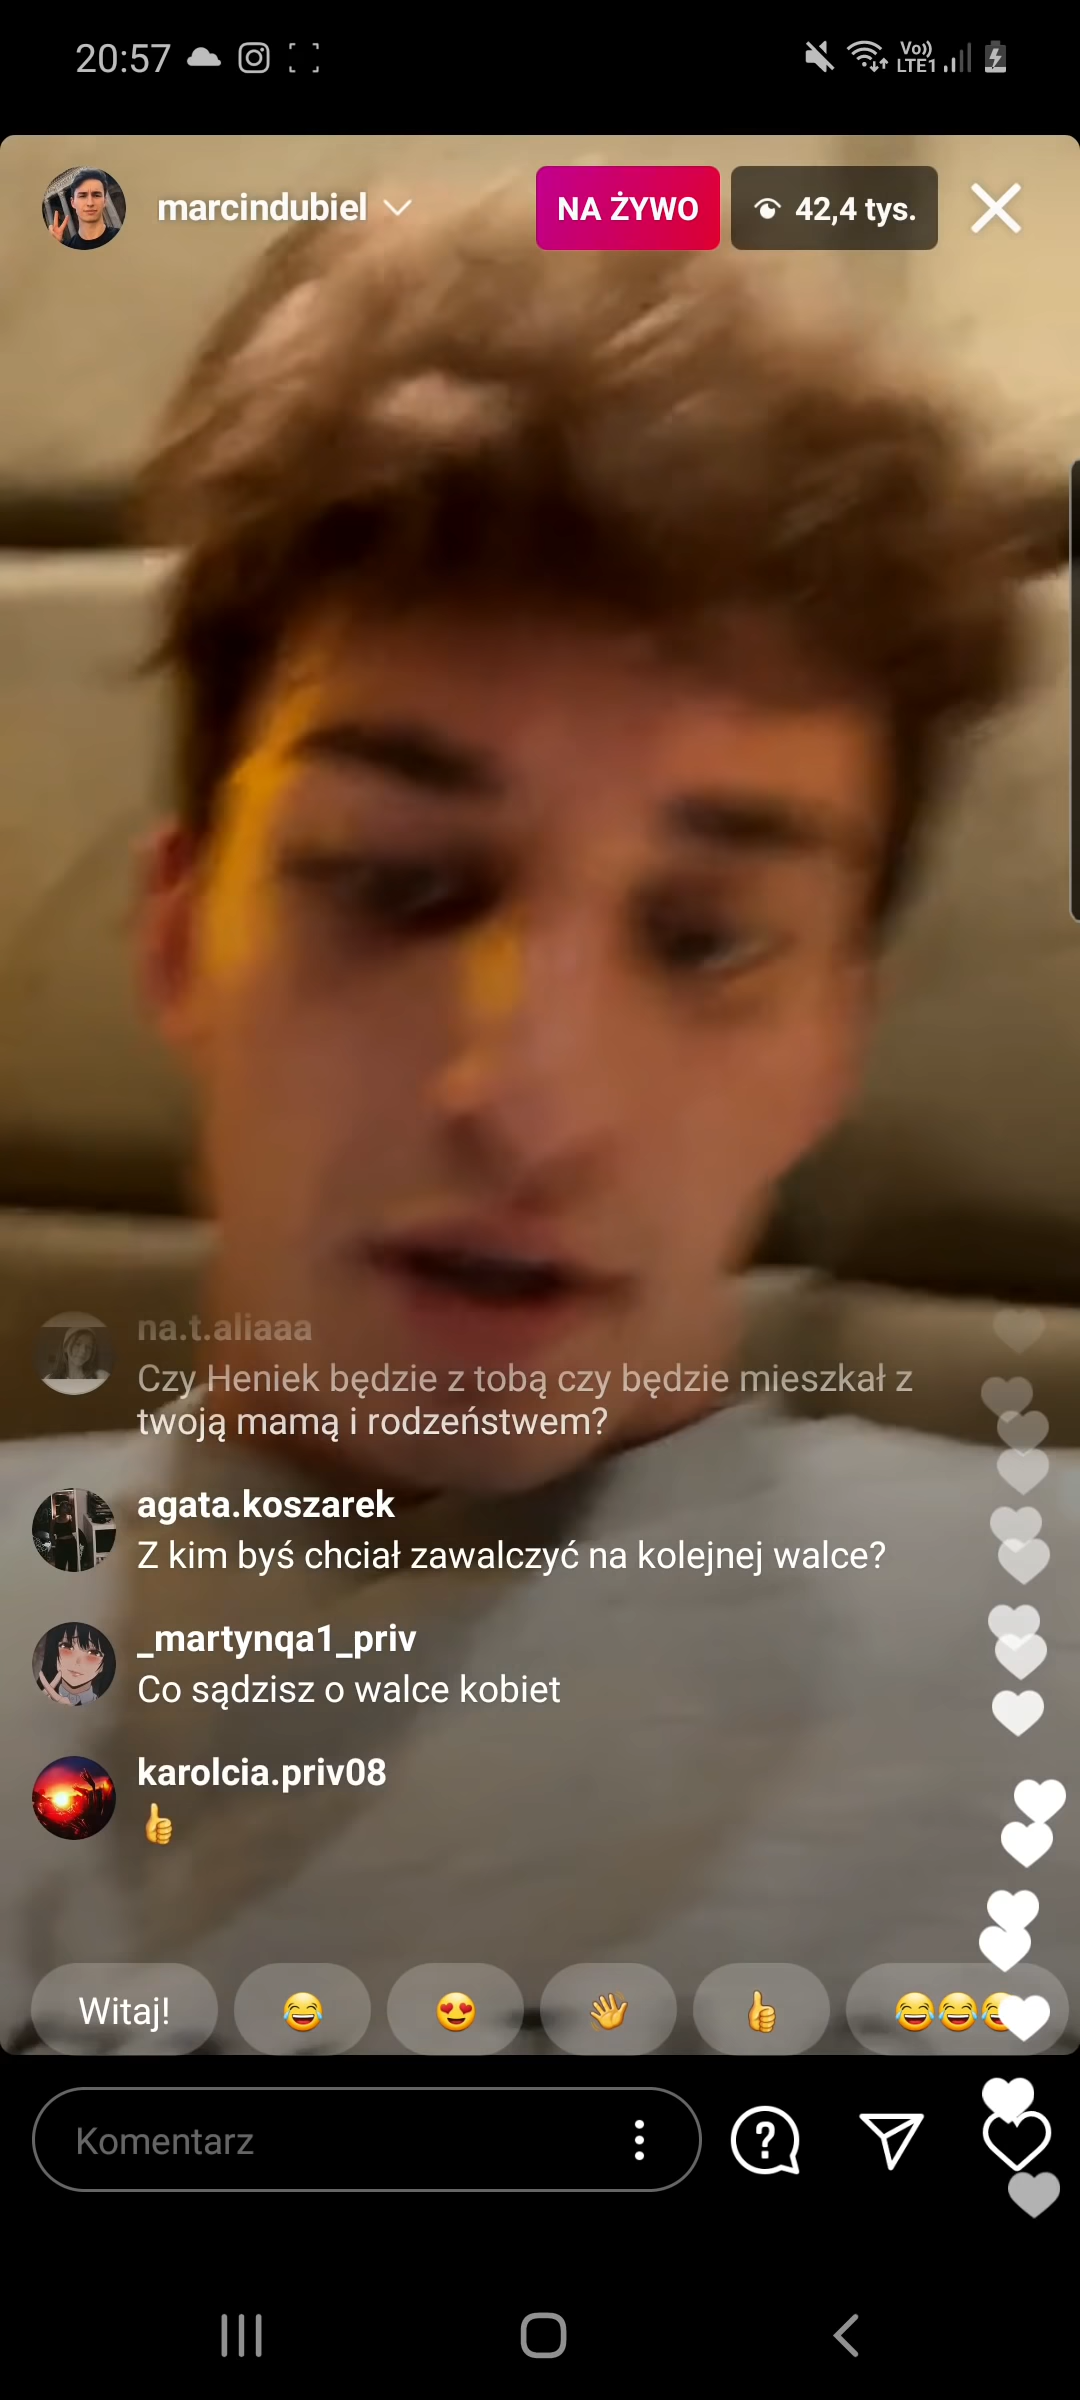 20:57
Vo))
LTE1
marcindubiel
NA ŻYWO
42,4 tys.
na.t.aliaaa
Czy Heniek będzie z tobą czy będzie mieszkał z
twoją mamą i rodzeństwem?
agata.koszarek
Z kim byś chciał zawalczyć na kolejnej walce?
_martynqa1_priv
Co sądzisz o walce kobiet
karolcia.priv08
👍
Witaj! 😂 😍 👋 👍 😂😂😂
Komentarz